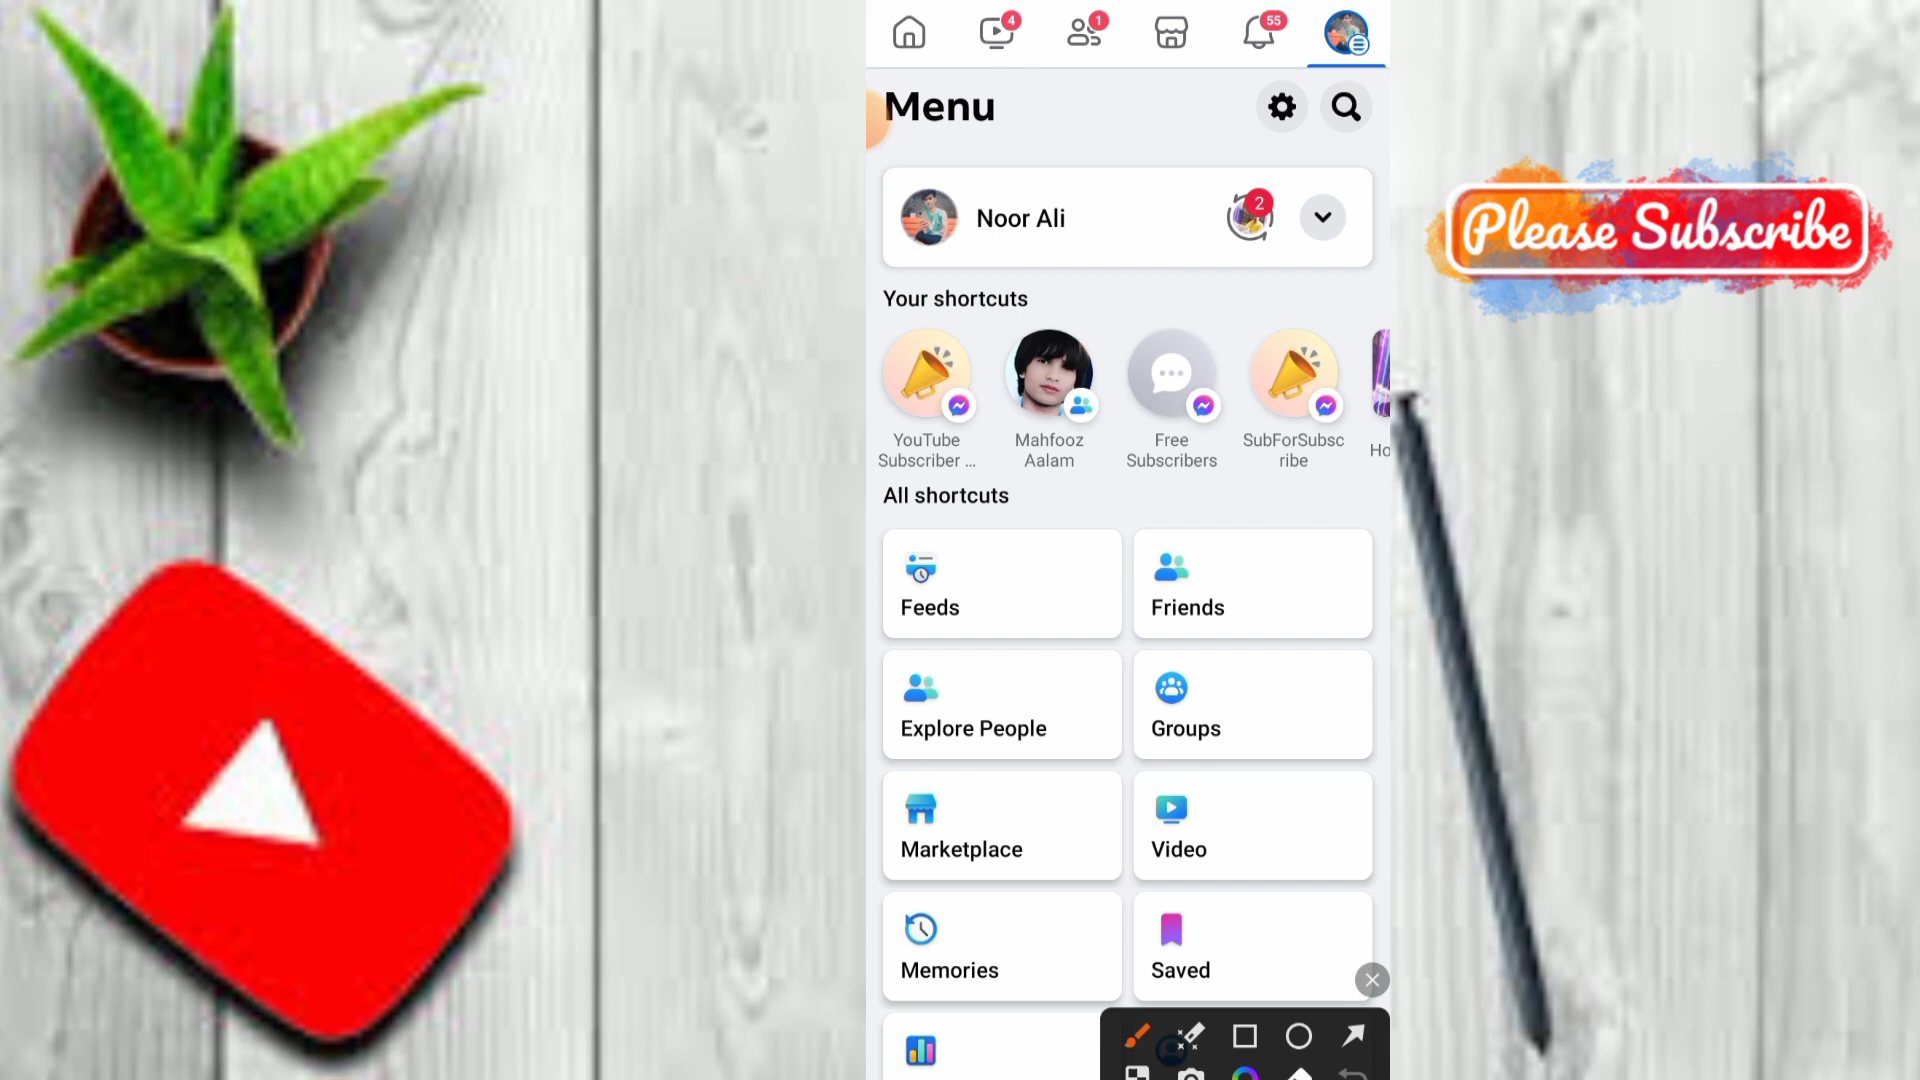 4
1
55
Menu
Noor Ali
2
Your shortcuts
YouTube
Subscriber ...
Mahfooz
Aalam
Free
Subscribers
SubForSubsc
ribe
Ho
All shortcuts
Feeds
Friends
Explore People
Groups
Marketplace
Video
Memories
Saved
Please Subscribe